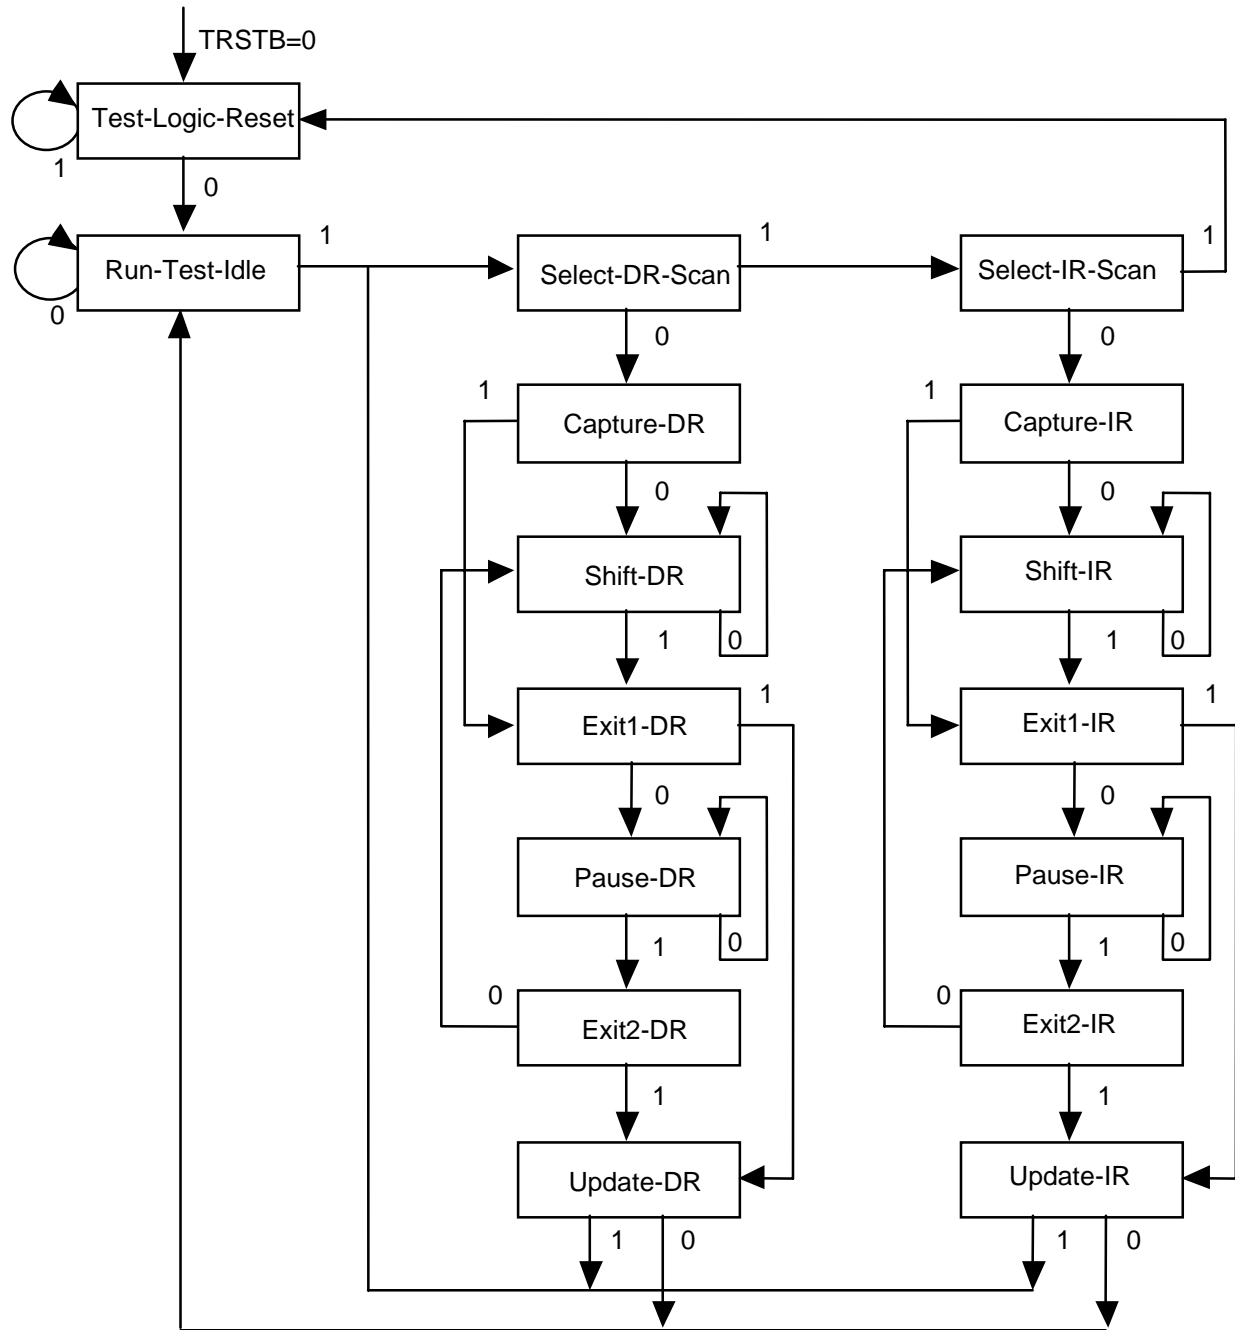 TRSTB=0
Test-Logic-Reset
1
0
Run-Test-Idle
1
0
Select-DR-Scan
1
Select-IR-Scan
1
0
0
1
Capture-DR
1
Capture-IR
0
0
Shift-DR
Shift-IR
1
0
1
0
Exit1-DR
1
Exit1-IR
1
0
0
Pause-DR
Pause-IR
1
0
1
0
0
Exit2-DR
0
Exit2-IR
1
1
Update-DR
Update-IR
1
0
1
0